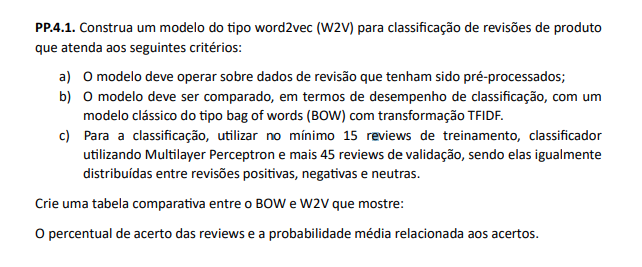 PP.4.1. Construa um modelo do tipo word2vec (W2V) para classificação de revisões de produto
que atenda aos seguintes critérios:
a) O modelo deve operar sobre dados de revisão que tenham sido pré-processados;
b) O modelo deve ser comparado, em termos de desempenho de classificação, com um
modelo clássico do tipo bag of words (BOW) com transformação TFIDF.
c) Para a classificação, utilizar no mínimo 15 reviews de treinamento, classificador
utilizando Multilayer Perceptron e mais 45 reviews de validação, sendo elas igualmente
distribuídas entre revisões positivas, negativas e neutras.
Crie uma tabela comparativa entre o BOW e W2V que mostre:
O percentual de acerto das reviews e a probabilidade média relacionada aos acertos.